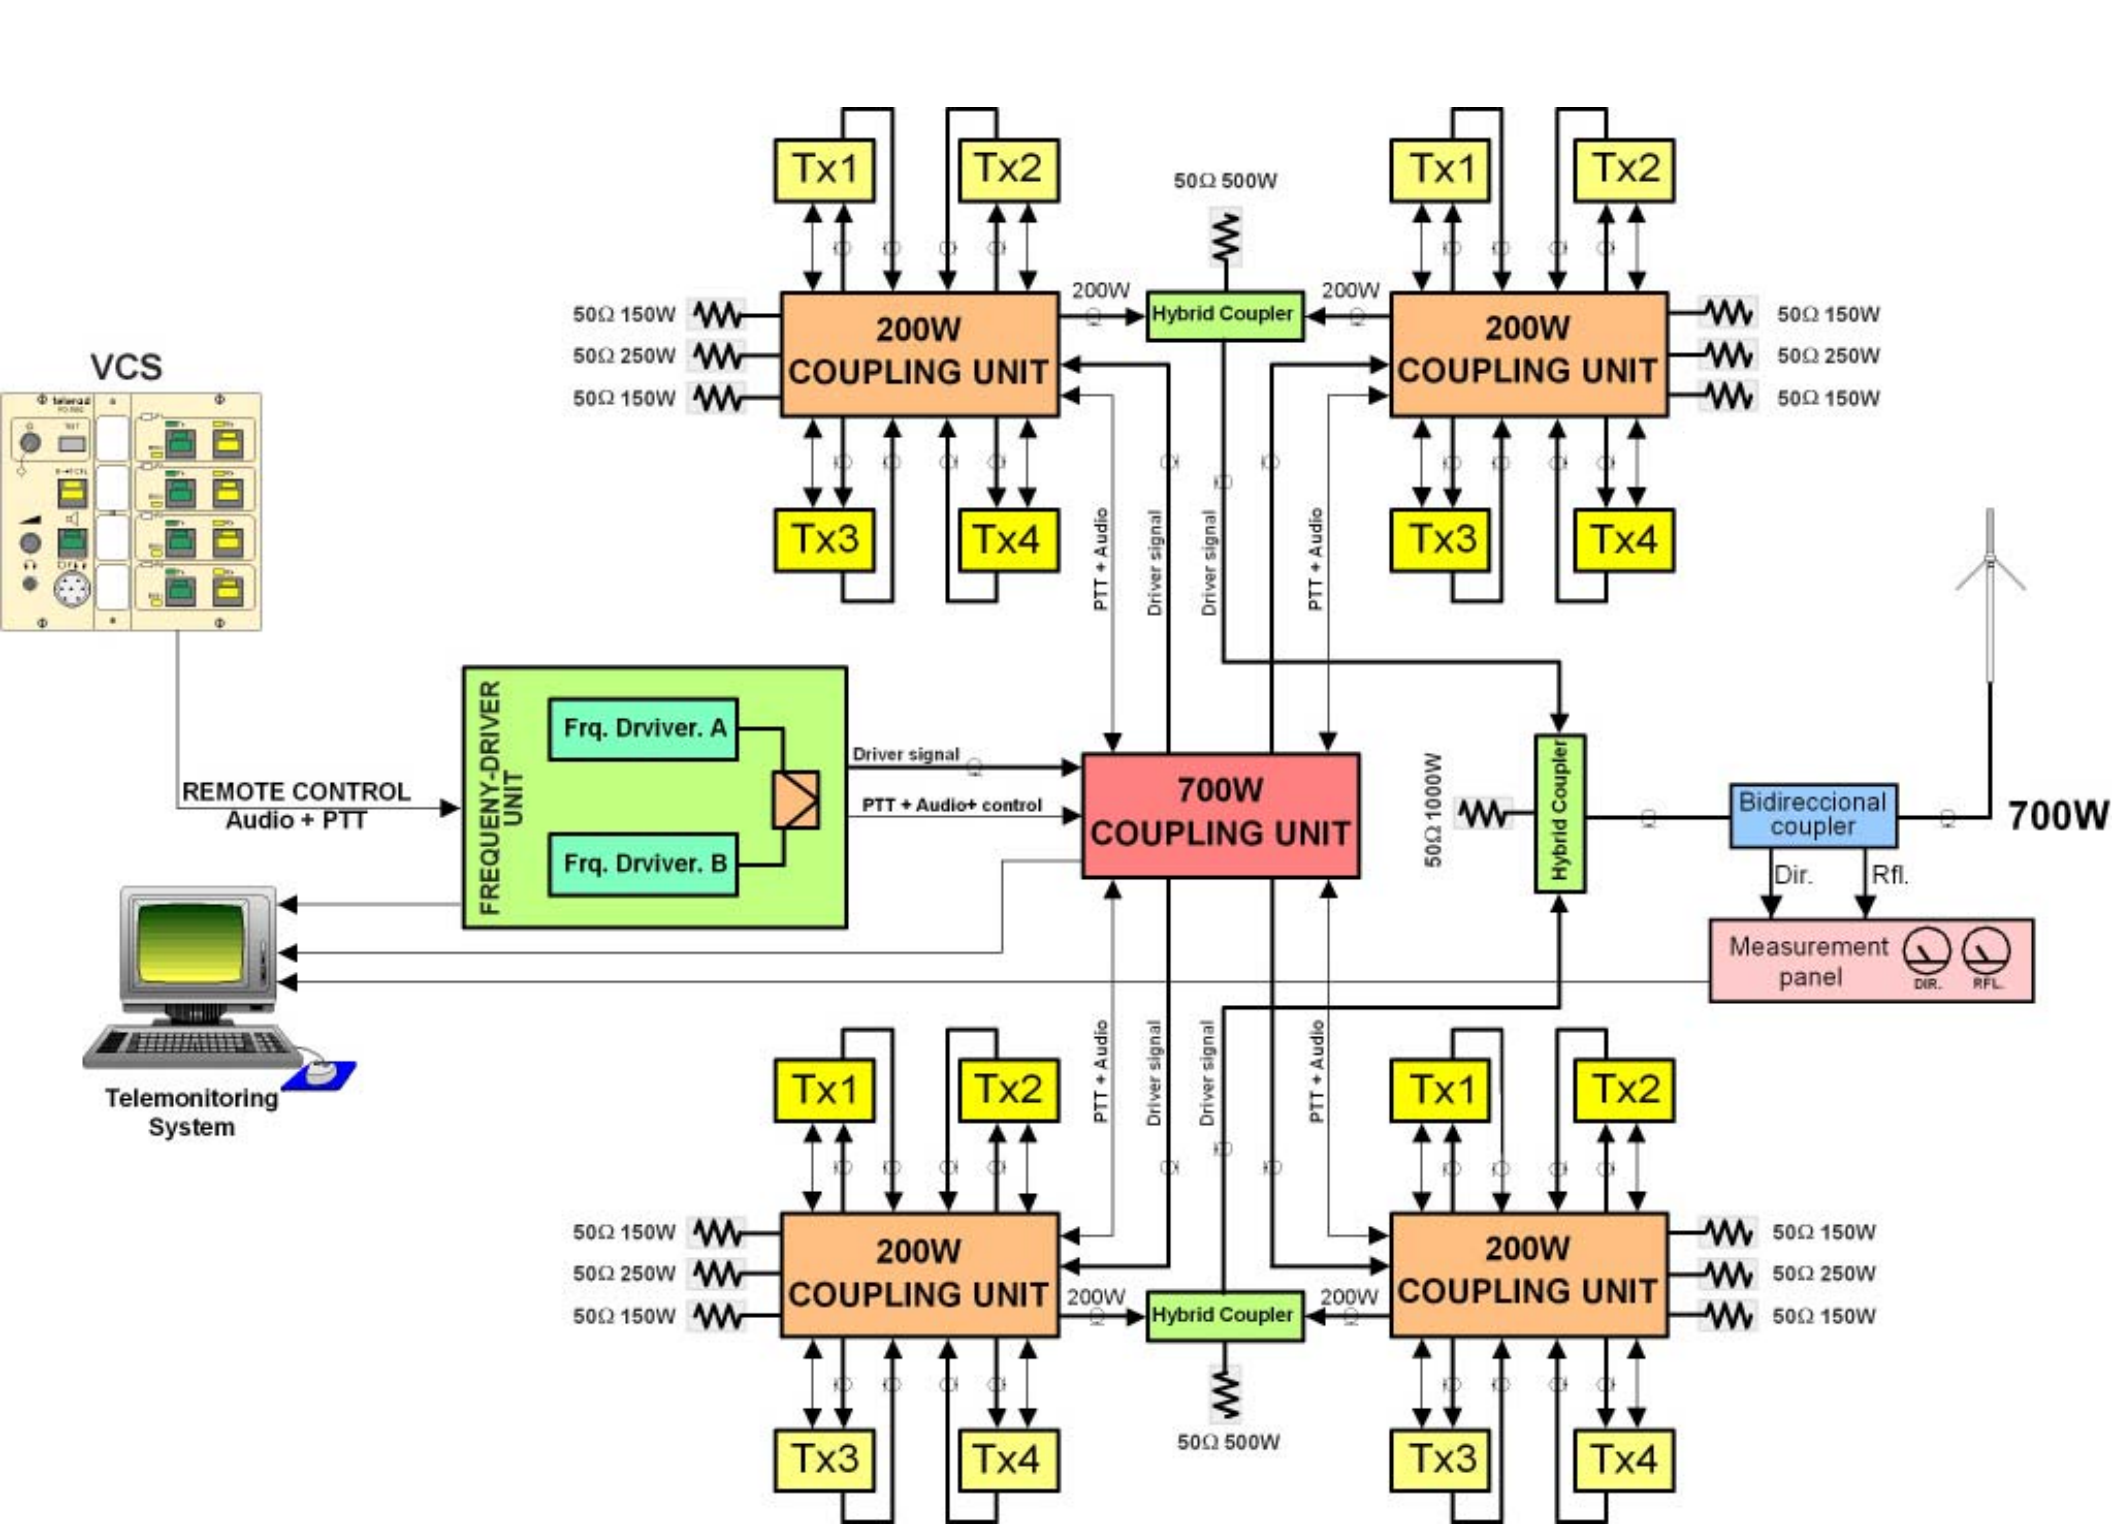 Tx1
Tx2
Tx1
Tx2
50Ω 500W
200W
Hybrid Coupler
200W
50Ω 150W
50Ω 250W
50Ω 150W
200W
COUPLING UNIT
200W
COUPLING UNIT
50Ω 150W
50Ω 250W
50Ω 150W
VCS
telerad
TEST
Tx3
Tx4
Tx3
Tx4
PTT + Audio
Driver signal
Driver signal
PTT + Audio
FREQUENY-DRIVER
UNIT
Frq. Drviver. A
Frq. Drviver. B
Driver signal
PTT + Audio+ control
REMOTE CONTROL
Audio + PTT
700W
COUPLING UNIT
50Ω 1000W
Hybrid Coupler
Bidireccional
coupler
700W
Dir.
Rfl.
Measurement
panel
DIR.
RFL.
Telemonitoring
System
PTT + Audio
Driver signal
Driver signal
PTT + Audio
Tx1
Tx2
Tx1
Tx2
50Ω 150W
50Ω 250W
50Ω 150W
200W
COUPLING UNIT
200W
Hybrid Coupler
200W
200W
COUPLING UNIT
50Ω 150W
50Ω 250W
50Ω 150W
50Ω 500W
Tx3
Tx4
Tx3
Tx4